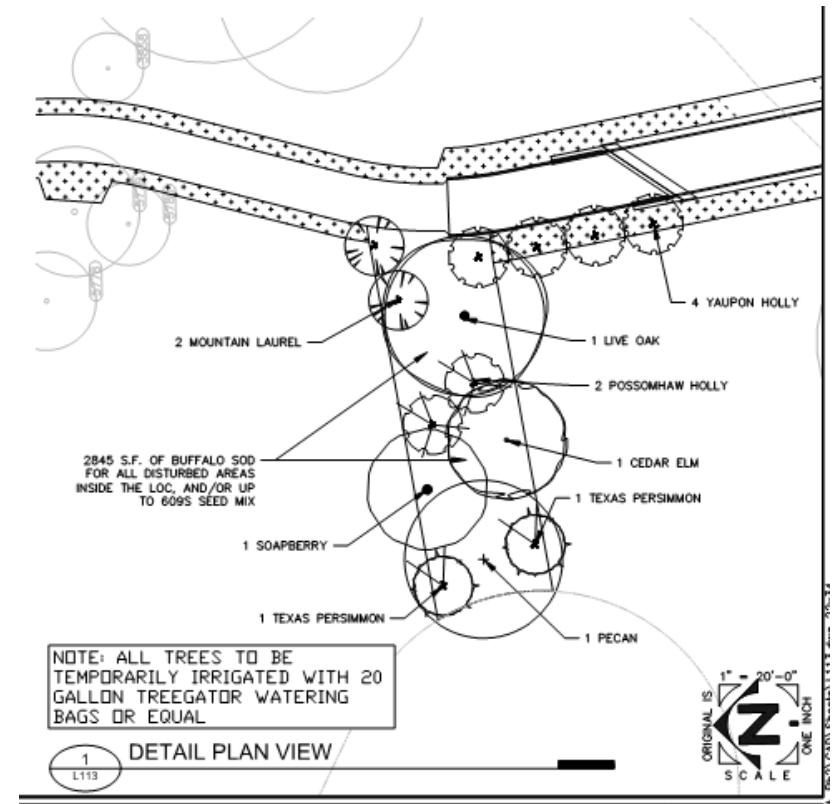 4 YAUPON HOLLY
2 MOUNTAIN LAUREL
1 LIVE OAK
2 POSSOMHAW HOLLY
2845 S.F. OF BUFFALO SOD
FOR ALL DISTURBED AREAS
INSIDE THE LOC, AND/OR UP
TO 609S SEED MIX
1 CEDAR ELM
1 TEXAS PERSIMMON
1 SOAPBERRY
1 TEXAS PERSIMMON
1 PECAN
NOTE: ALL TREES TO BE
TEMPORARILY IRRIGATED WITH 20
GALLON TREEGATOR WATERING
BAGS OR EQUAL
1
L113
DETAIL PLAN VIEW
1" = 20'-0"
ORIGINAL IS
N
ONE INCH
SCALE